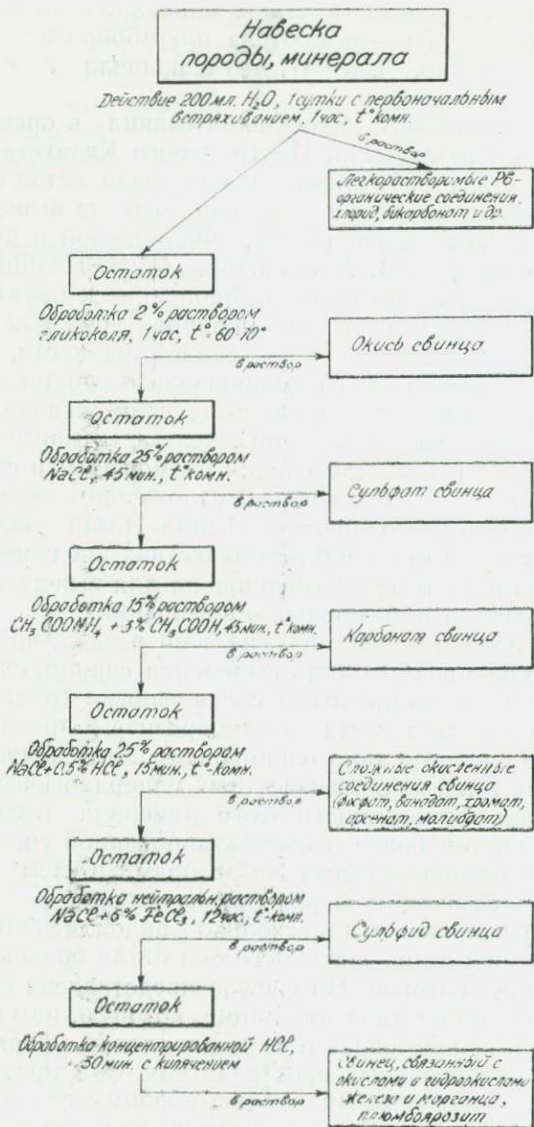 Навеска
породы, минерала
Действие 200 мл. H₂O, 1 сутки с первоначальным
встряхиванием, 1 час, t° комн.
в раствор
Легкорастворимые Pb-
органические соединения,
хлорид, бикарбонат и др.
Остаток
Обработка 2% раствором
гликоколя, 1 час, t°-60-70°
в раствор
Окись свинца
Остаток
Обработка 25% раствором
NaCl, 45 мин., t° комн.
в раствор
Сульфат свинца
Остаток
Обработка 15% раствором
CH₃COONH₄ + 3% CH₃COOH, 45 мин, t° комн.
в раствор
Карбонат свинца
Остаток
Обработка 25% раствором
NaCl+0.5% HCl, 15 мин., t°-комн.
в раствор
Сложные окисленные
соединения свинца
(фосфат, ванадат, хромат,
арсенат, молибдат)
Остаток
Обработка нейтральн. раствором
NaCl+6% FeCl₃, 12 час, t° комн.
в раствор
Сульфид свинца
Остаток
Обработка концентрированной HCl,
30 мин. с кипячением
в раствор
Свинец, связанный с
окислами и гидроокислами
железа и марганца,
плюмбоярозит